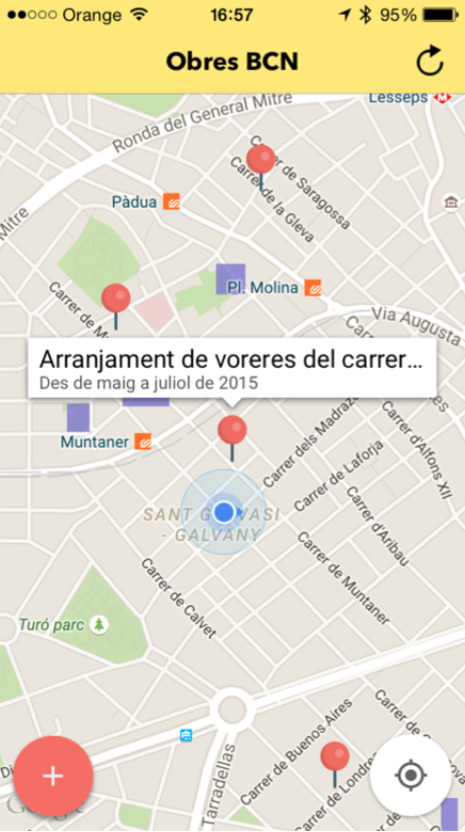 Orange 16:57 95%
Obres BCN
Lesseps
Ronda del General Mitre
Carrer de Saragossa
Carrer de la Gleva
Pàdua
Mitre
Pl. Molina
Carrer de M
Via Augusta
Arranjament de voreres del carrer…
Des de maig a juliol de 2015
Muntaner
Carrer dels Madrazo
Carrer d'Alfons XII
Carrer de Laforja
Carrer d'Aribau
SANT G VASI
- GALVANY
Carrer de Muntaner
Carrer de Calvet
Turó parc
Carrer de Buenos Aires
Tarradellas
Carrer de Londre
Google